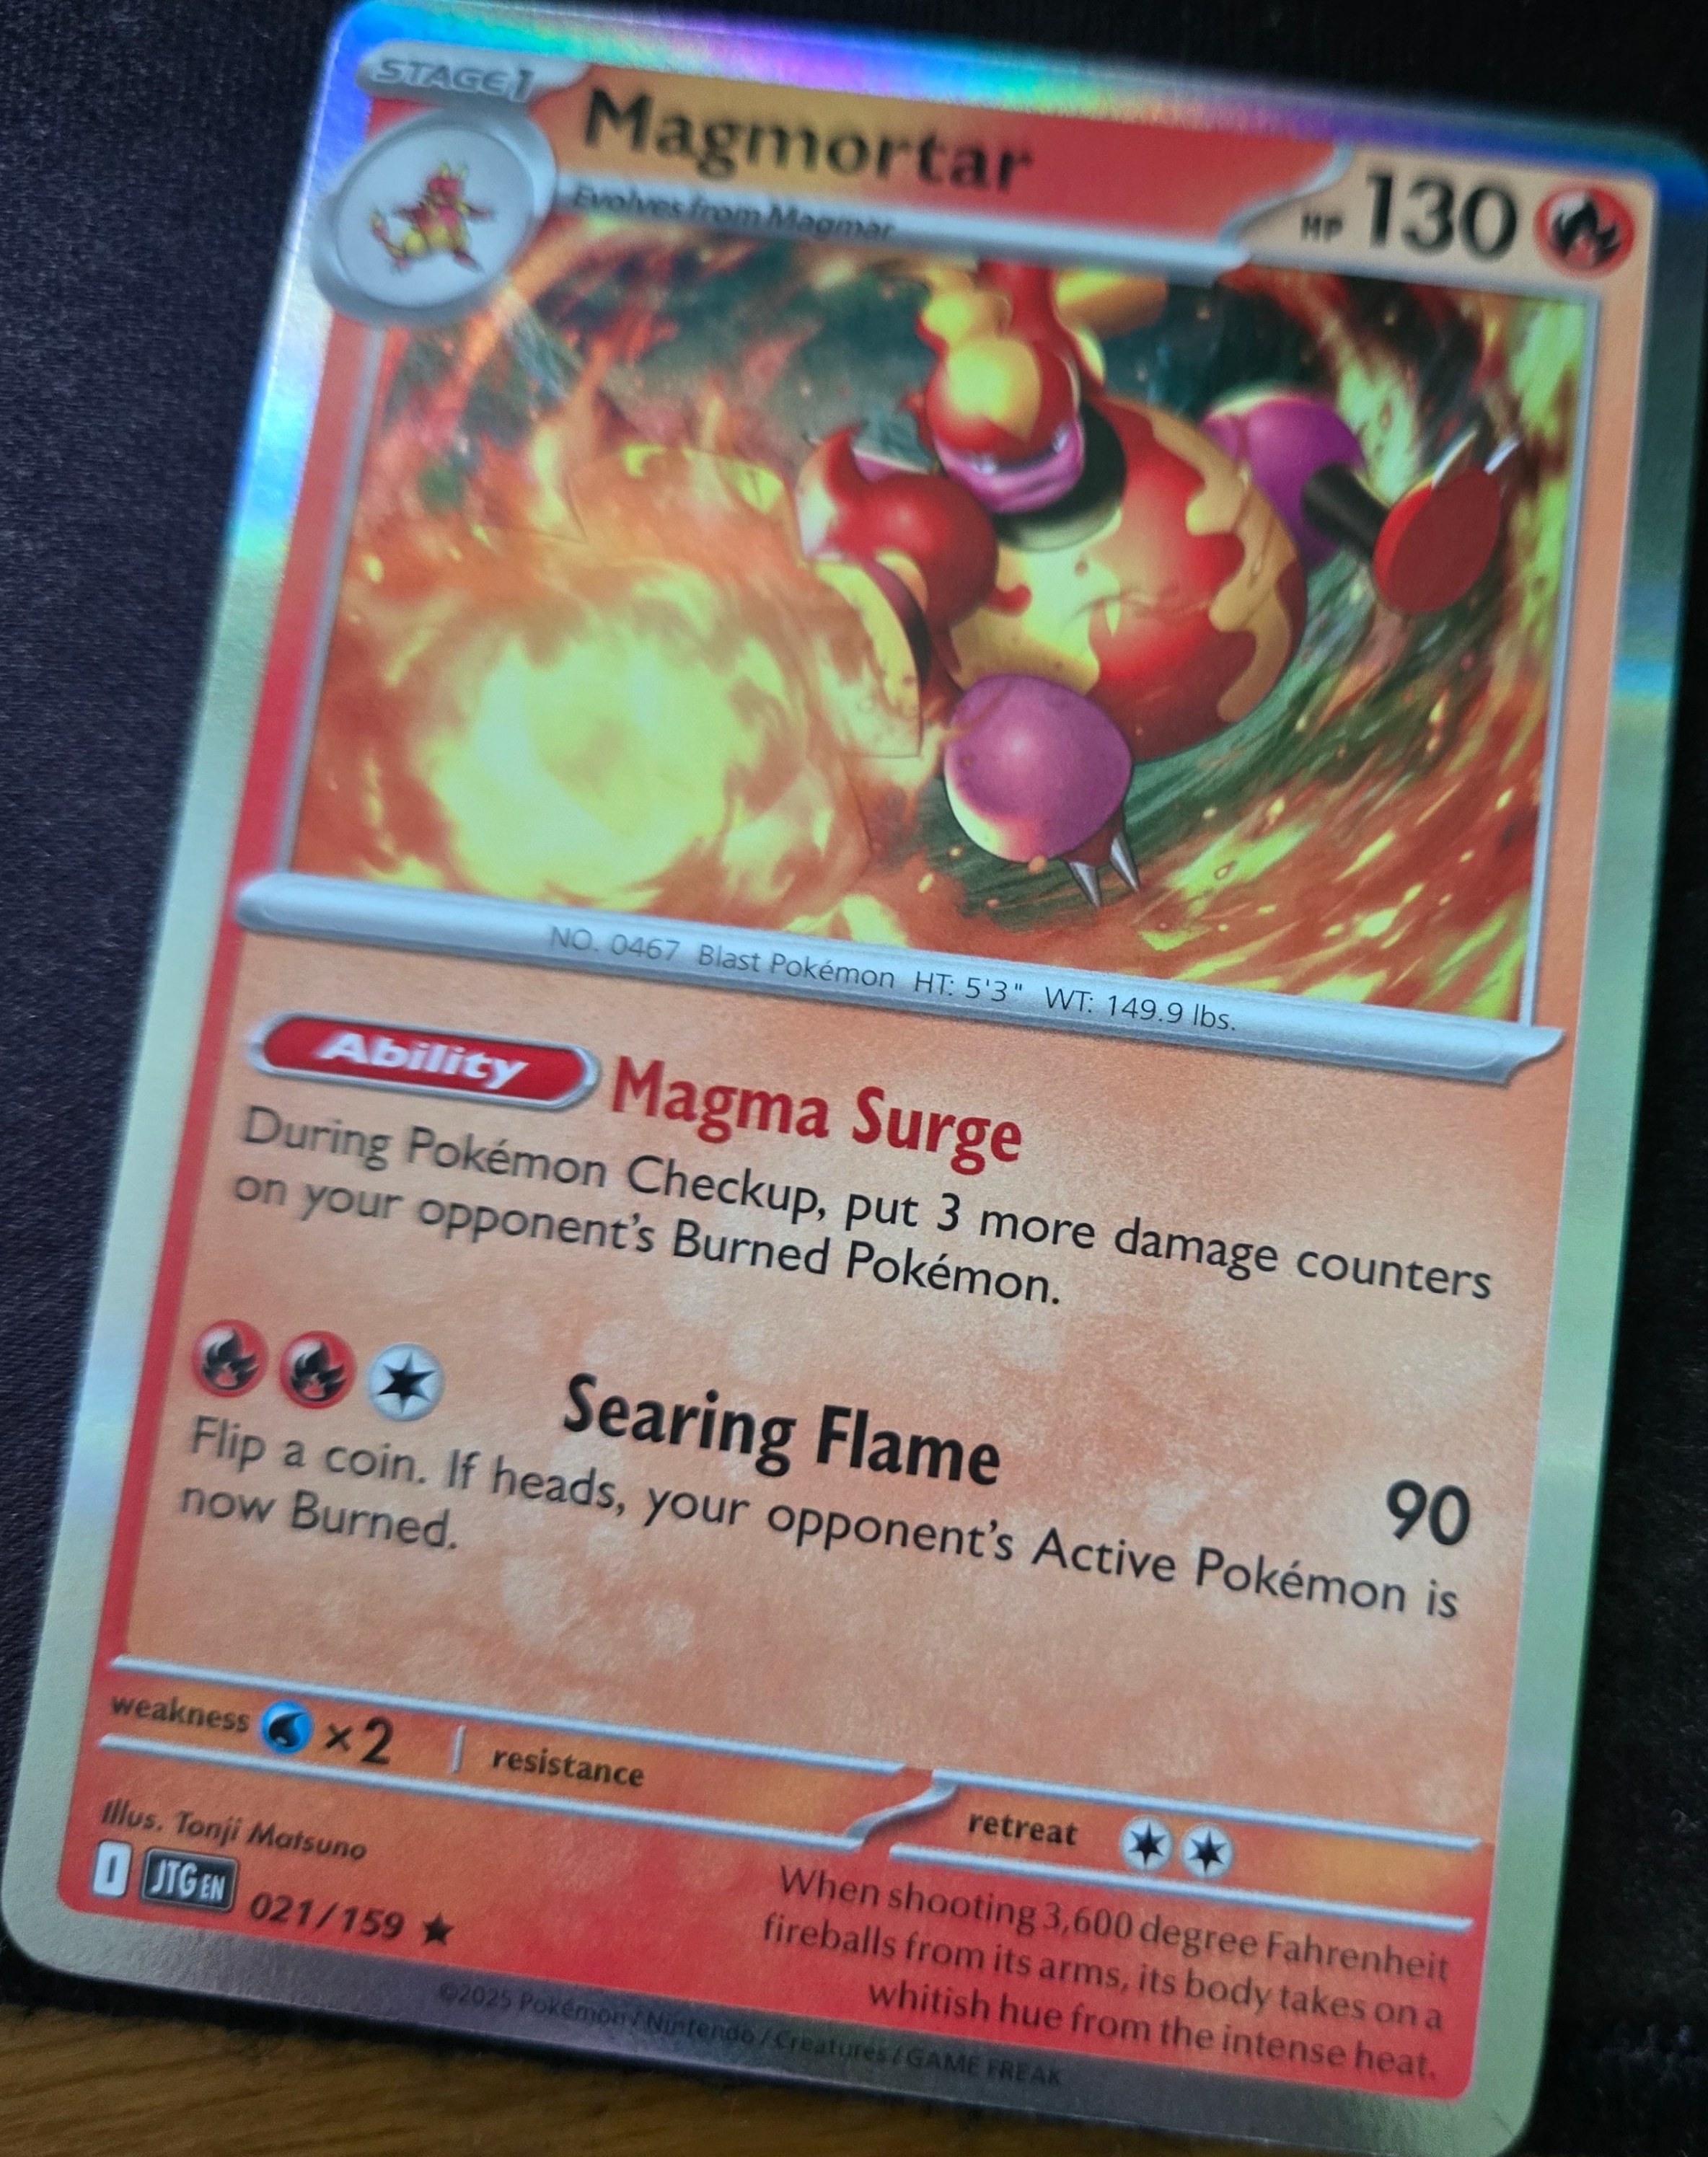 STAGE 1
Magmortar
Evolves from Magmar
HP 130
NO. 0467 Blast Pokémon HT: 5'3" WT: 149.9 lbs.
Ability Magma Surge
During Pokémon Checkup, put 3 more damage counters
on your opponent's Burned Pokémon.
Searing Flame 90
Flip a coin. If heads, your opponent's Active Pokémon is
now Burned.
weakness ×2 resistance
retreat
Illus. Tonji Matsuno
I JTG EN 021/159
When shooting 3,600 degree Fahrenheit
fireballs from its arms, its body takes on a
whitish hue from the intense heat.
©2025 Pokémon / Nintendo / Creatures / GAME FREAK